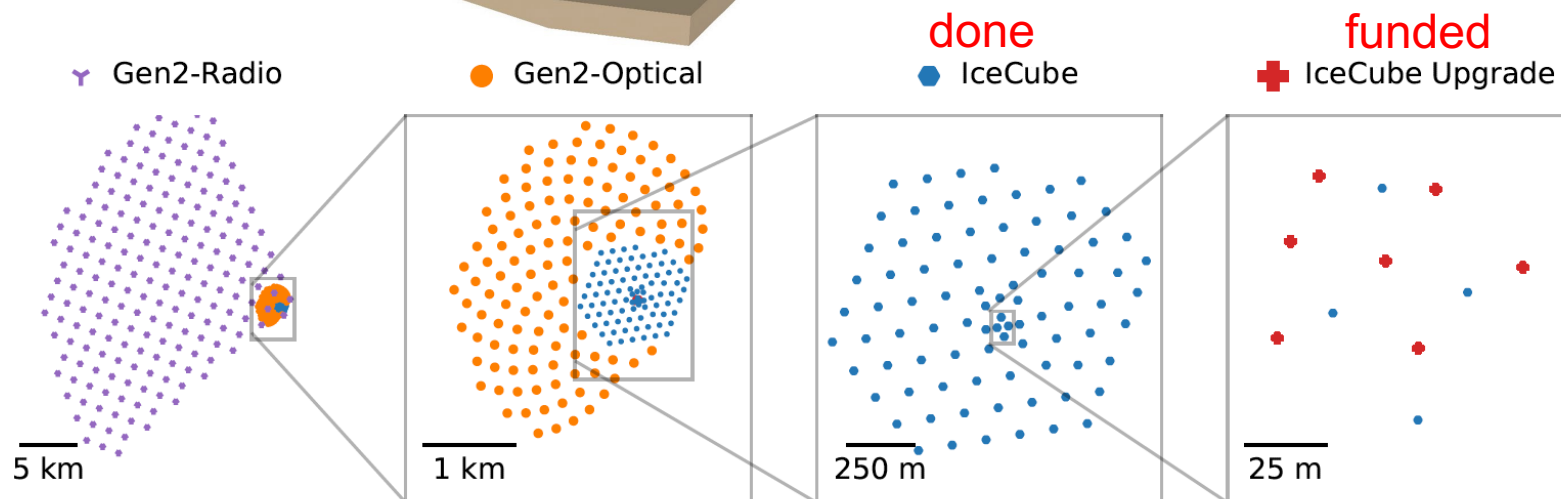 done
funded
Gen2-Radio
Gen2-Optical
IceCube
IceCube Upgrade
5 km
1 km
250 m
25 m